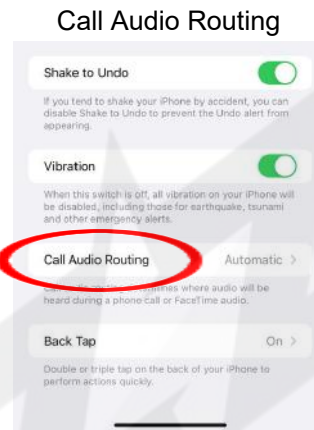 Call Audio Routing
Shake to Undo
If you tend to shake your iPhone by accident, you can
disable Shake to Undo to prevent the Undo alert from
appearing.
Vibration
When this switch is off, all vibration on your iPhone will
be disabled, including those for earthquake, tsunami
and other emergency alerts.
Call Audio Routing
Automatic >
determines where audio will be
heard during a phone call or FaceTime audio.
Back Tap
On >
Double or triple tap on the back of your iPhone to
perform actions quickly.